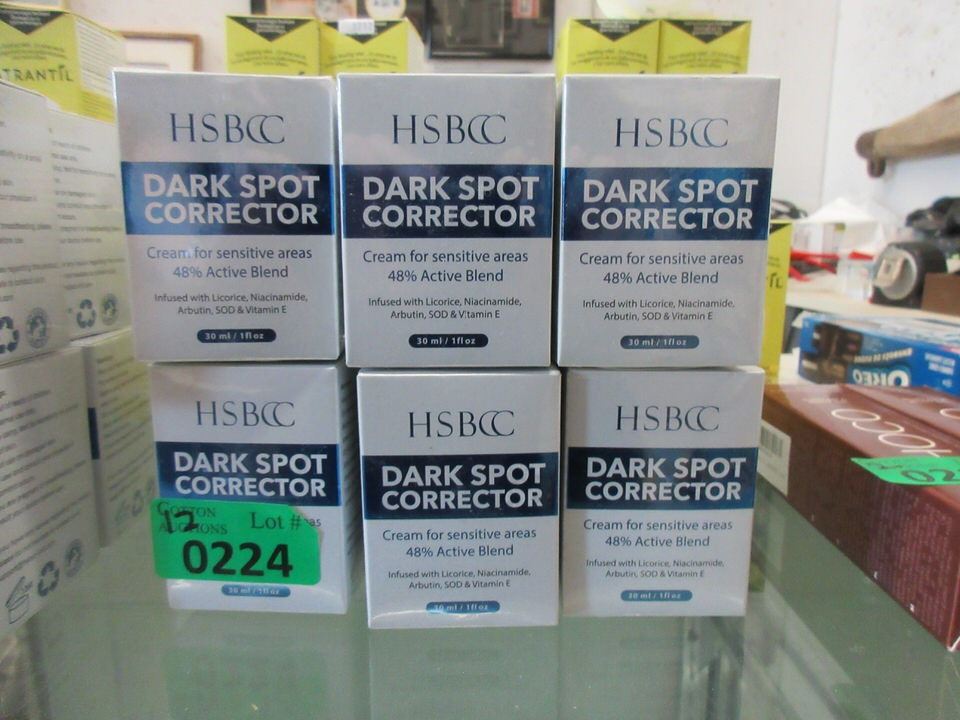 TRANTIL
HSBCC
DARK SPOT
CORRECTOR
Cream for sensitive areas
48% Active Blend
Infused with Licorice, Niacinamide,
Arbutin, SOD & Vitamin E
30 ml / 1fl oz
HSBCC
DARK SPOT
CORRECTOR
Cream for sensitive areas
48% Active Blend
Infused with Licorice, Niacinamide,
Arbutin, SOD & Vitamin E
30 ml / 1fl oz
HSBCC
DARK SPOT
CORRECTOR
Cream for sensitive areas
48% Active Blend
Infused with Licorice, Niacinamide,
Arbutin, SOD & Vitamin E
30 ml / 1fl oz
HSBCC
DARK SPOT
CORRECTOR
12
AUCTIONS Lot #
0224
30 ml / 1fl oz
HSBCC
DARK SPOT
CORRECTOR
Cream for sensitive areas
48% Active Blend
Infused with Licorice, Niacinamide,
Arbutin, SOD & Vitamin E
30 ml / 1fl oz
HSBCC
DARK SPOT
CORRECTOR
Cream for sensitive areas
48% Active Blend
Infused with Licorice, Niacinamide,
Arbutin, SOD & Vitamin E
30 ml / 1fl oz
OREO
02